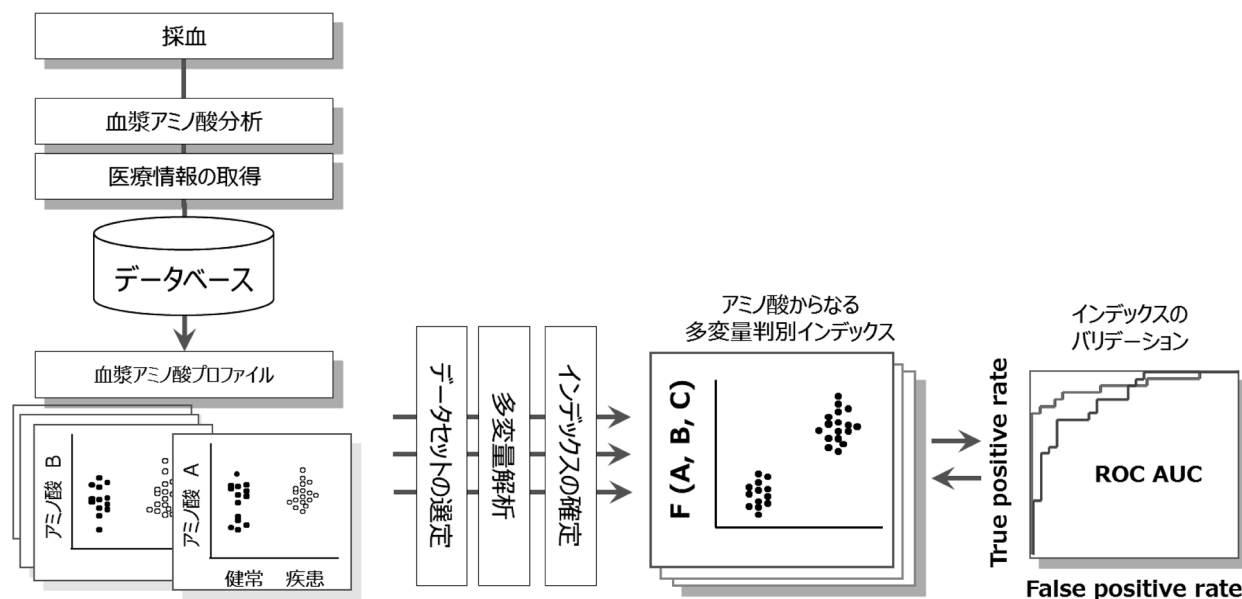 採血
血漿アミノ酸分析
医療情報の取得
データベース
血漿アミノ酸プロファイル
アミノ酸 B
アミノ酸 A
健常 疾患
データセットの選定
多変量解析
インデックスの確定
アミノ酸からなる
多変量判別インデックス
F (A, B, C)
インデックスの
バリデーション
True positive rate
ROC AUC
False positive rate